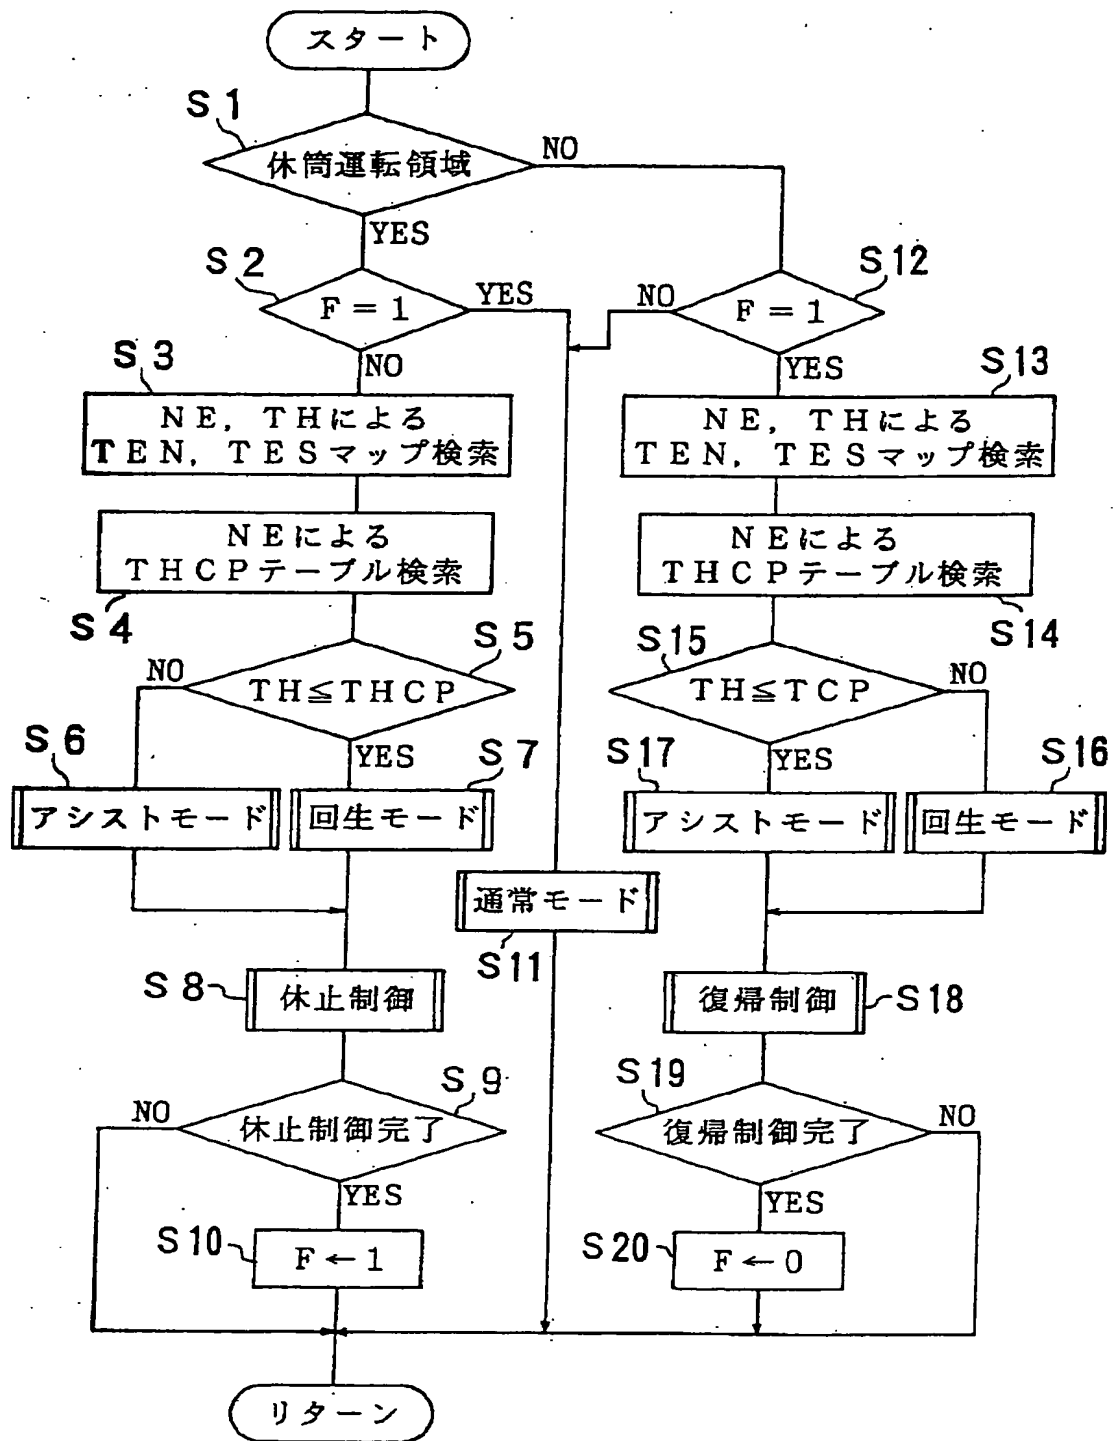 スタート
S1
休筒運転領域
NO
YES
S2
F=1
YES
NO
S12
F=1
NO
YES
S3
NE, THによる
TEN, TESマップ検索
S13
NE, THによる
TEN, TESマップ検索
NEによる
THCPテーブル検索
S4
NEによる
THCPテーブル検索
S14
S5
TH≦THCP
NO
YES
S15
TH≦TCP
NO
YES
S6
アシストモード
S7
回生モード
S17
アシストモード
S16
回生モード
通常モード
S11
S8
休止制御
復帰制御
S18
S9
休止制御完了
NO
YES
S19
復帰制御完了
NO
YES
S10
F←1
S20
F←0
リターン